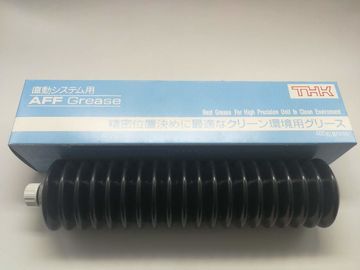 直動システム用
AFF Grease
THK
Best Grease For High Precision Unit In Clean Enviroment
精密位置決めに最適なクリーン環境用グリース